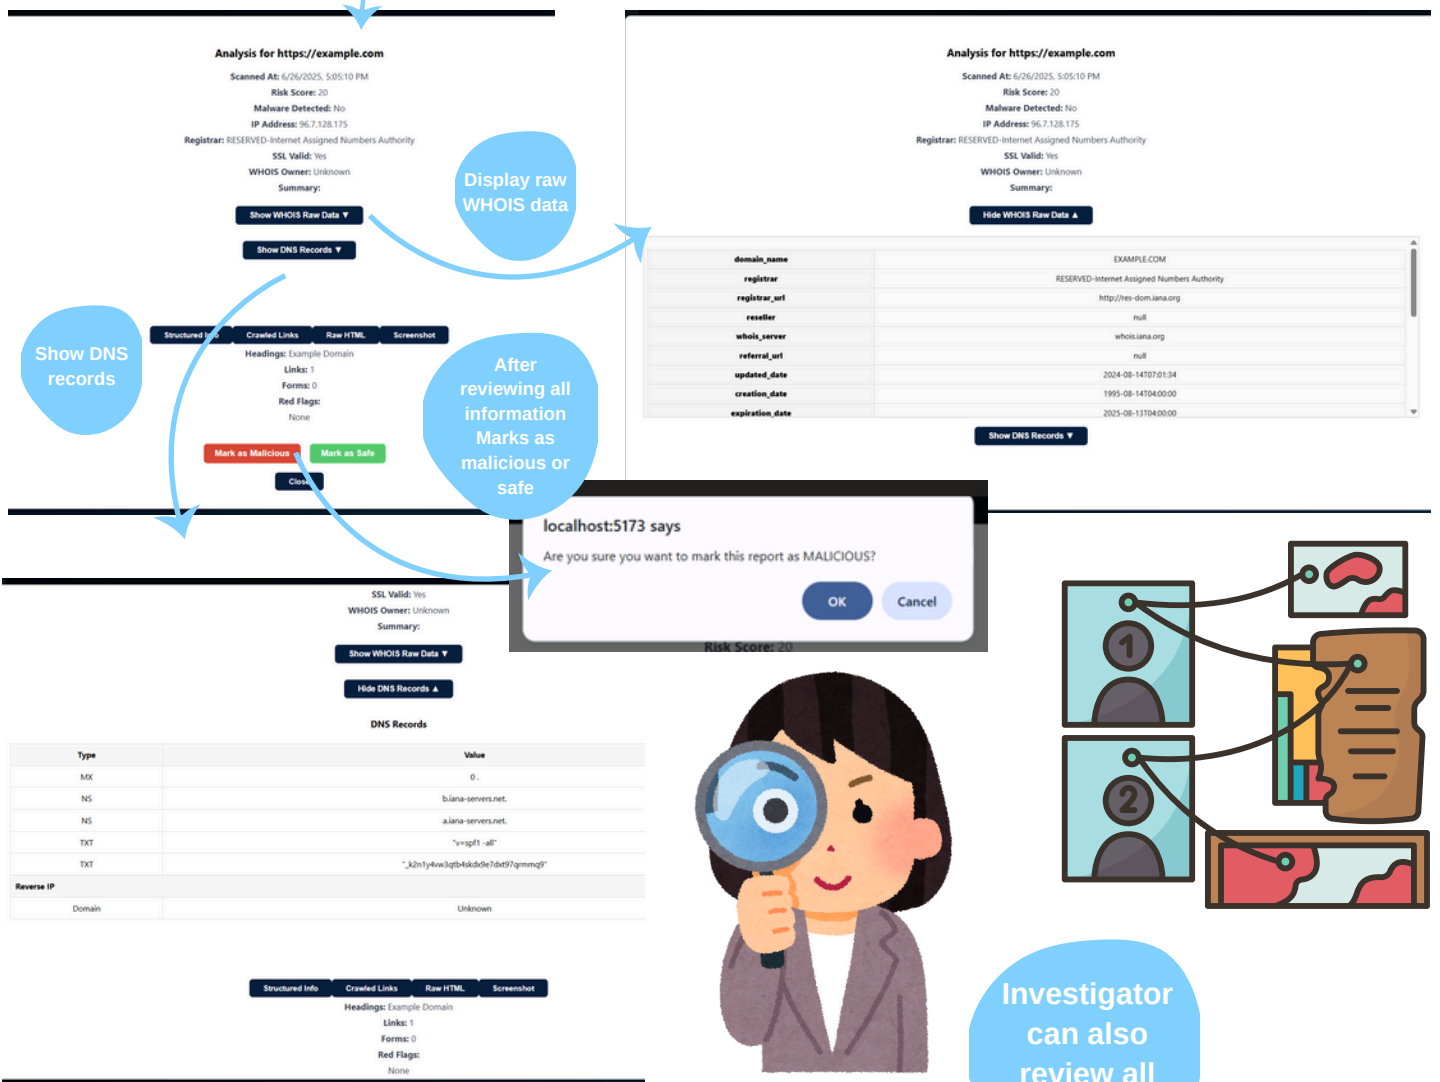 Analysis for https://example.com
Scanned At: 6/26/2025, 5:05:10 PM
Risk Score: 20
Malware Detected: No
IP Address: 96.7.128.175
Registrar: RESERVED-Internet Assigned Numbers Authority
SSL Valid: Yes
WHOIS Owner: Unknown
Summary:
Show WHOIS Raw Data ▼
Show DNS Records ▼
Structured Info
Crawled Links
Raw HTML
Screenshot
Headings: Example Domain
Links: 1
Forms: 0
Red Flags:
None
Mark as Malicious
Mark as Safe
Close
Display raw
WHOIS data
Show DNS
records
After
reviewing all
information
Marks as
malicious or
safe
Analysis for https://example.com
Scanned At: 6/26/2025, 5:05:10 PM
Risk Score: 20
Malware Detected: No
IP Address: 96.7.128.175
Registrar: RESERVED-Internet Assigned Numbers Authority
SSL Valid: Yes
WHOIS Owner: Unknown
Summary:
Hide WHOIS Raw Data ▲
domain_name EXAMPLE.COM
registrar RESERVED-Internet Assigned Numbers Authority
registrar_url http://res-dom.iana.org
reseller null
whois_server whois.iana.org
referral_url null
updated_date 2024-08-14T07:01:34
creation_date 1995-08-14T04:00:00
expiration_date 2025-08-13T04:00:00
Show DNS Records ▼
localhost:5173 says
Are you sure you want to mark this report as MALICIOUS?
OK
Cancel
Risk Score: 20
SSL Valid: Yes
WHOIS Owner: Unknown
Summary:
Show WHOIS Raw Data ▼
Hide DNS Records ▲
DNS Records
Type Value
MX 0 .
NS b.iana-servers.net.
NS a.iana-servers.net.
TXT "v=spf1 -all"
TXT "_k2n1y4vw3qtb4skdx9e7dxt97qrmmq9"
Reverse IP
Domain Unknown
Structured Info
Crawled Links
Raw HTML
Screenshot
Headings: Example Domain
Links: 1
Forms: 0
Red Flags:
None
1
2
Investigator
can also
review all